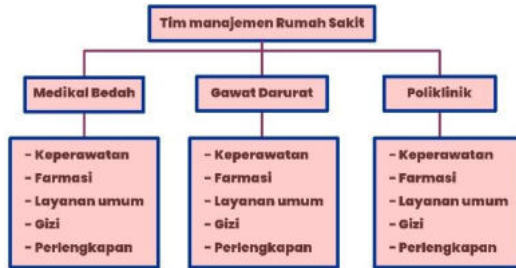 Tim manajemen Rumah Sakit
Medikal Bedah
Gawat Darurat
Poliklinik
- Keperawatan
- Farmasi
- Layanan umum
- Gizi
- Perlengkapan
- Keperawatan
- Farmasi
- Layanan umum
- Gizi
- Perlengkapan
- Keperawatan
- Farmasi
- Layanan umum
- Gizi
- Perlengkapan